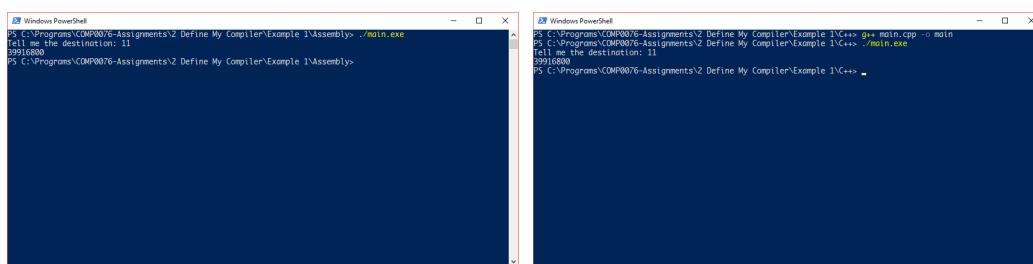 Windows PowerShell
PS C:\Programs\COMP0076-Assignments\2 Define My Compiler\Example 1\Assembly> ./main.exe
Tell me the destination: 11
39916800
PS C:\Programs\COMP0076-Assignments\2 Define My Compiler\Example 1\Assembly>
Windows PowerShell
PS C:\Programs\COMP0076-Assignments\2 Define My Compiler\Example 1\C++> g++ main.cpp -o main
PS C:\Programs\COMP0076-Assignments\2 Define My Compiler\Example 1\C++> ./main.exe
Tell me the destination: 11
39916800
PS C:\Programs\COMP0076-Assignments\2 Define My Compiler\Example 1\C++>